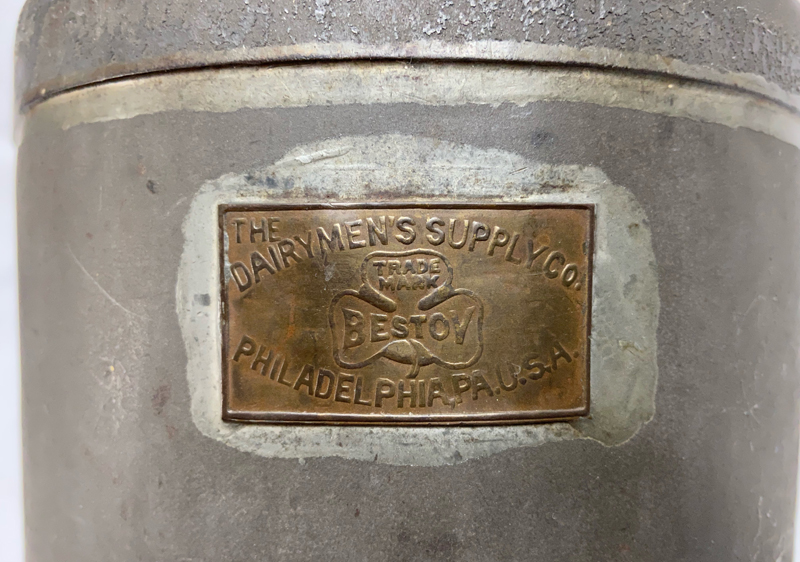 THE
DAIRYMEN'S SUPPLY CO.
TRADE
MARK
BESTOV
PHILADELPHIA, PA. U.S.A.